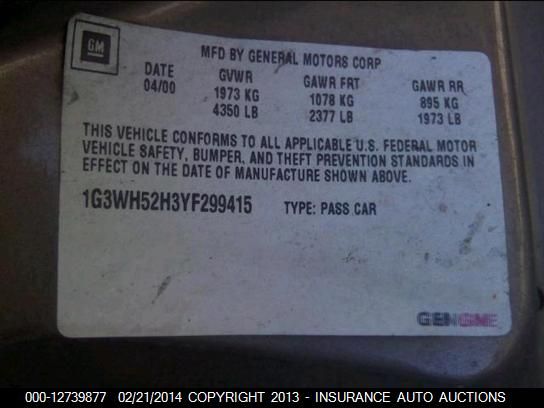 GM
MFD BY GENERAL MOTORS CORP
DATE GVWR GAWR FRT GAWR RR
04/00 1973 KG 1078 KG 895 KG
4350 LB 2377 LB 1973 LB
THIS VEHICLE CONFORMS TO ALL APPLICABLE U.S. FEDERAL MOTOR
VEHICLE SAFETY, BUMPER, AND THEFT PREVENTION STANDARDS IN
EFFECT ON THE DATE OF MANUFACTURE SHOWN ABOVE.
1G3WH52H3YF299415 TYPE: PASS CAR
GENGME
000-12739877 02/21/2014 COPYRIGHT 2013 - INSURANCE AUTO AUCTIONS